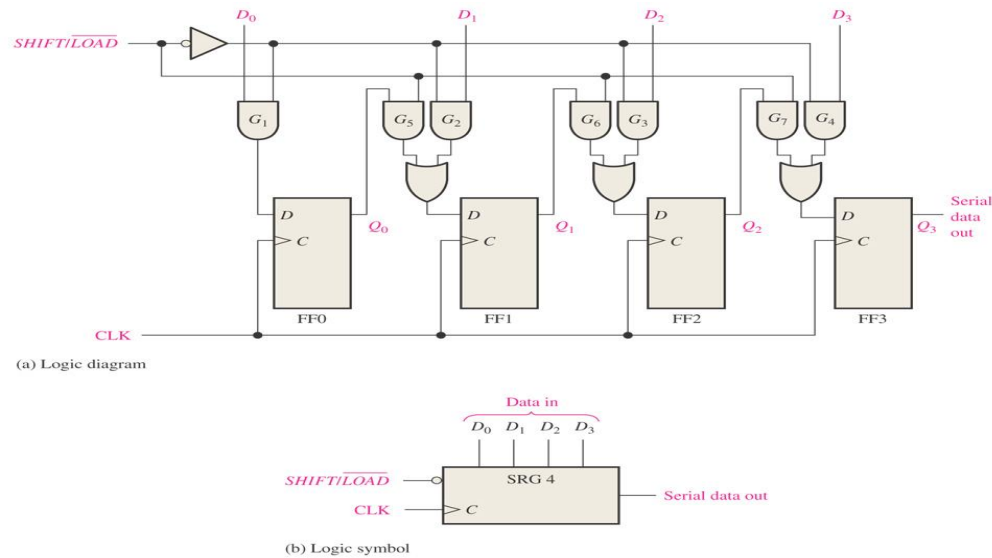 D0 D1 D2 D3
SHIFT/LOAD
G1 G5 G2 G6 G3 G7 G4
D D D D
Serial
data
out
Q0 Q1 Q2 Q3
C C C C
FF0 FF1 FF2 FF3
CLK
(a) Logic diagram
Data in
D0 D1 D2 D3
SHIFT/LOAD
SRG 4
Serial data out
CLK
C
(b) Logic symbol